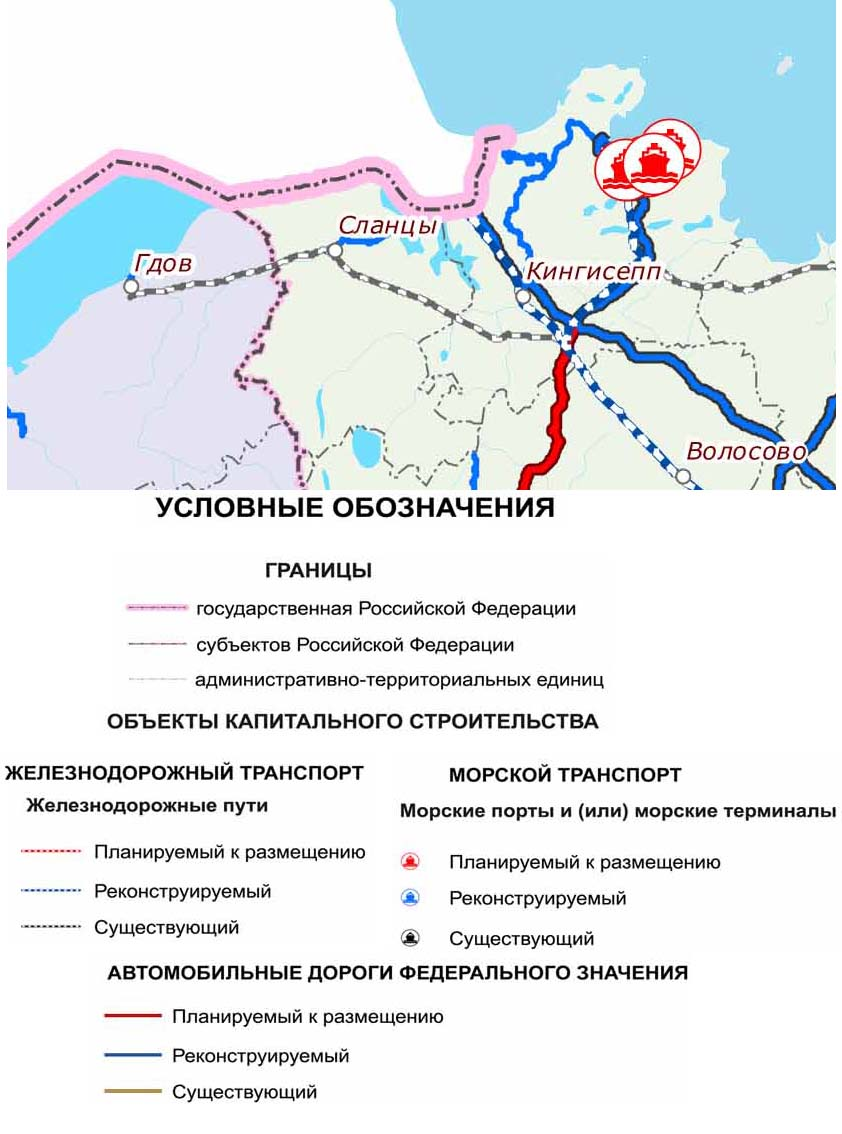 Сланцы
Гдов
Кингисепп
Волосово
УСЛОВНЫЕ ОБОЗНАЧЕНИЯ
ГРАНИЦЫ
государственная Российской Федерации
субъектов Российской Федерации
административно-территориальных единиц
ОБЪЕКТЫ КАПИТАЛЬНОГО СТРОИТЕЛЬСТВА
ЖЕЛЕЗНОДОРОЖНЫЙ ТРАНСПОРТ
Железнодорожные пути
Планируемый к размещению
Реконструируемый
Существующий
МОРСКОЙ ТРАНСПОРТ
Морские порты и (или) морские терминалы
Планируемый к размещению
Реконструируемый
Существующий
АВТОМОБИЛЬНЫЕ ДОРОГИ ФЕДЕРАЛЬНОГО ЗНАЧЕНИЯ
Планируемый к размещению
Реконструируемый
Существующий